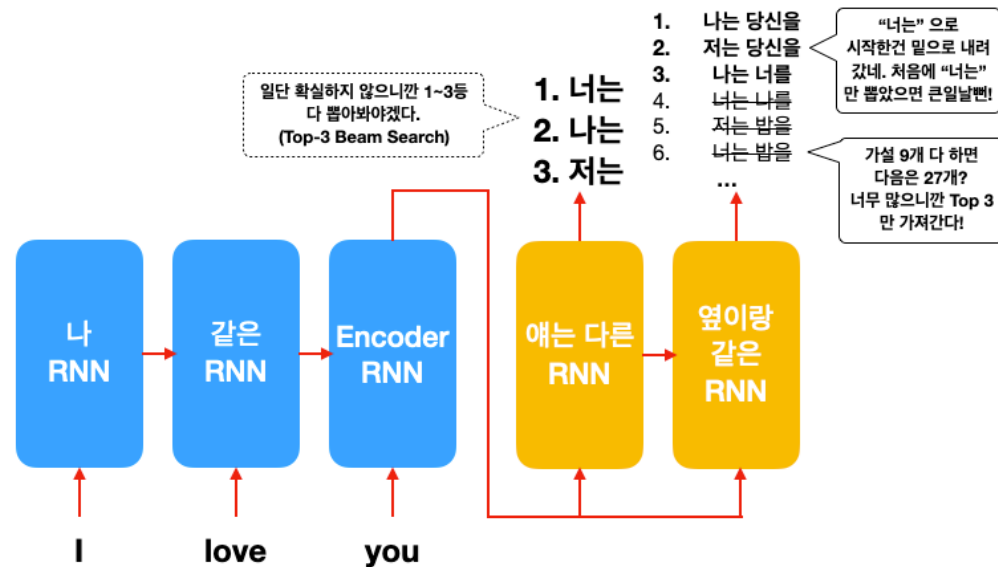 일단 확실하지 않으니깐 1~3등
다 뽑아봐야겠다.
(Top-3 Beam Search)
1. 너는
2. 나는
3. 저는
1. 나는 당신을
2. 저는 당신을
3. 나는 너를
4. 너는 나를
5. 저는 밥을
6. 너는 밥을
...
“너는” 으로
시작한건 밑으로 내려
갔네. 처음에 “너는”
만 뽑았으면 큰일날뻔!
가설 9개 다 하면
다음은 27개?
너무 많으니깐 Top 3
만 가져간다!
나
RNN
같은
RNN
Encoder
RNN
얘는 다른
RNN
옆이랑
같은
RNN
I
love
you